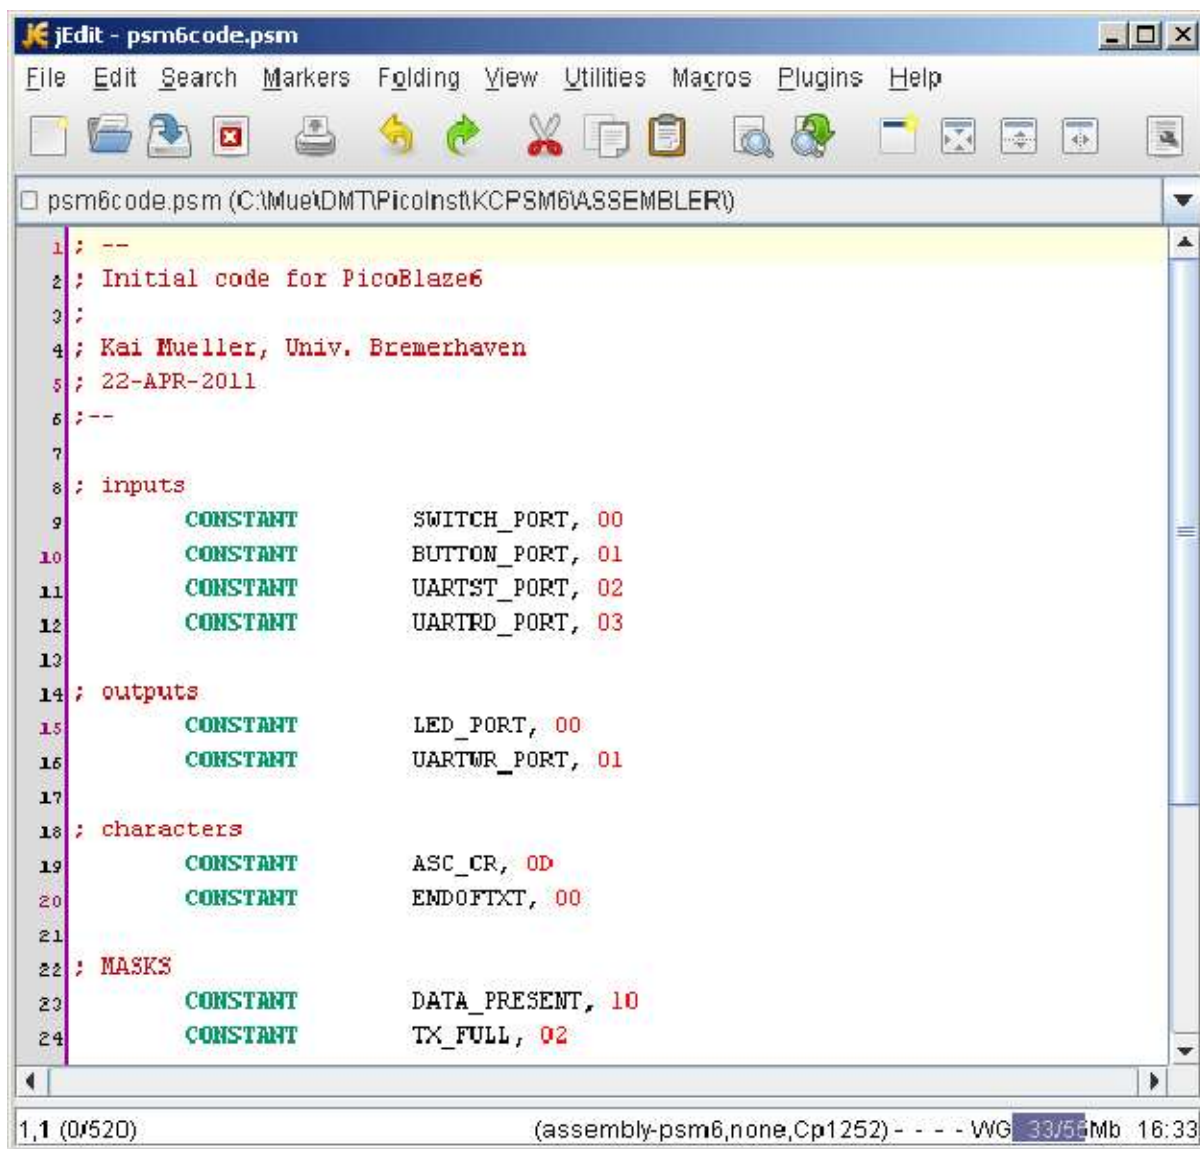 jEdit - psm6code.psm
File Edit Search Markers Folding View Utilities Macros Plugins Help
psm6code.psm (C:\Mue\DMT\PicoInst\KCPSM6\ASSEMBLER\)
1 ; --
2 ; Initial code for PicoBlaze6
3 ;
4 ; Kai Mueller, Univ. Bremerhaven
5 ; 22-APR-2011
6 ;--
7
8 ; inputs
9 CONSTANT SWITCH_PORT, 00
10 CONSTANT BUTTON_PORT, 01
11 CONSTANT UARTST_PORT, 02
12 CONSTANT UARTRD_PORT, 03
13
14 ; outputs
15 CONSTANT LED_PORT, 00
16 CONSTANT UARTWR_PORT, 01
17
18 ; characters
19 CONSTANT ASC_CR, 0D
20 CONSTANT ENDOFTXT, 00
21
22 ; MASKS
23 CONSTANT DATA_PRESENT, 10
24 CONSTANT TX_FULL, 02
1,1 (0/520) (assembly-psm6,none,Cp1252) - - - - WG 16:33